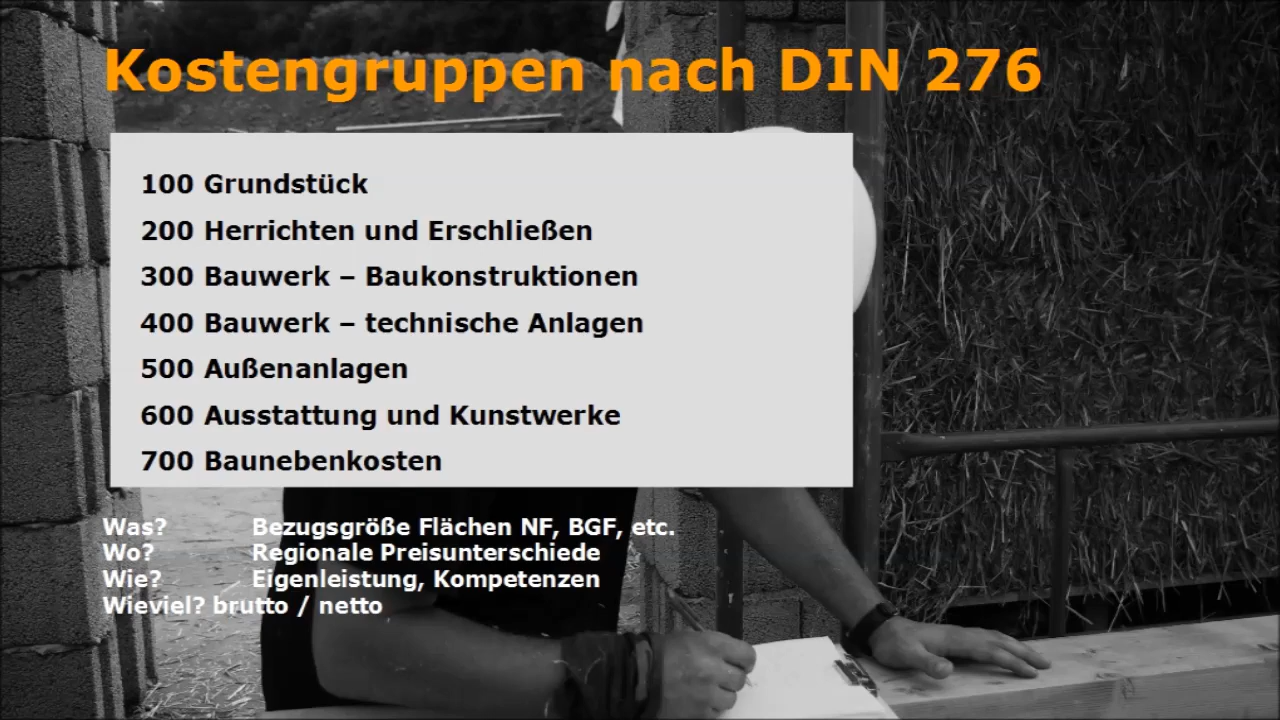 Kostengruppen nach DIN 276
100 Grundstück
200 Herrichten und Erschließen
300 Bauwerk – Baukonstruktionen
400 Bauwerk – technische Anlagen
500 Außenanlagen
600 Ausstattung und Kunstwerke
700 Baunebenkosten
Was? Bezugsgröße Flächen NF, BGF, etc.
Wo? Regionale Preisunterschiede
Wie? Eigenleistung, Kompetenzen
Wieviel? brutto / netto